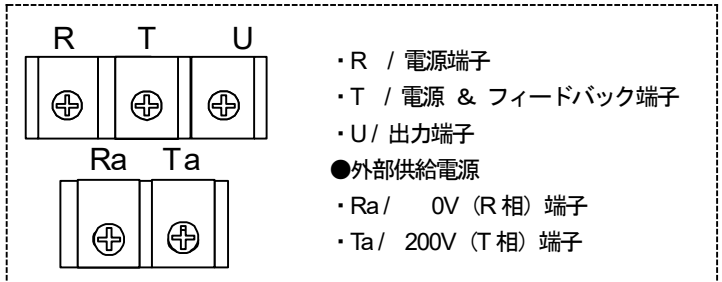 R T U
Ra Ta
・R / 電源端子
・T / 電源 & フィードバック端子
・U / 出力端子
●外部供給電源
・Ra / 0V (R 相) 端子
・Ta / 200V (T 相) 端子